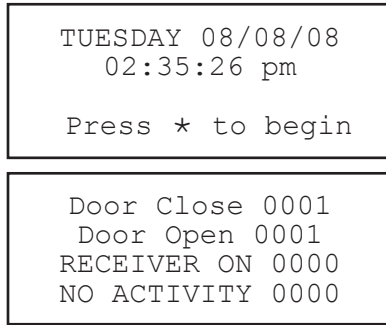 TUESDAY 08/08/08
02:35:26 pm
Press * to begin
Door Close 0001
Door Open 0001
RECEIVER ON 0000
NO ACTIVITY 0000